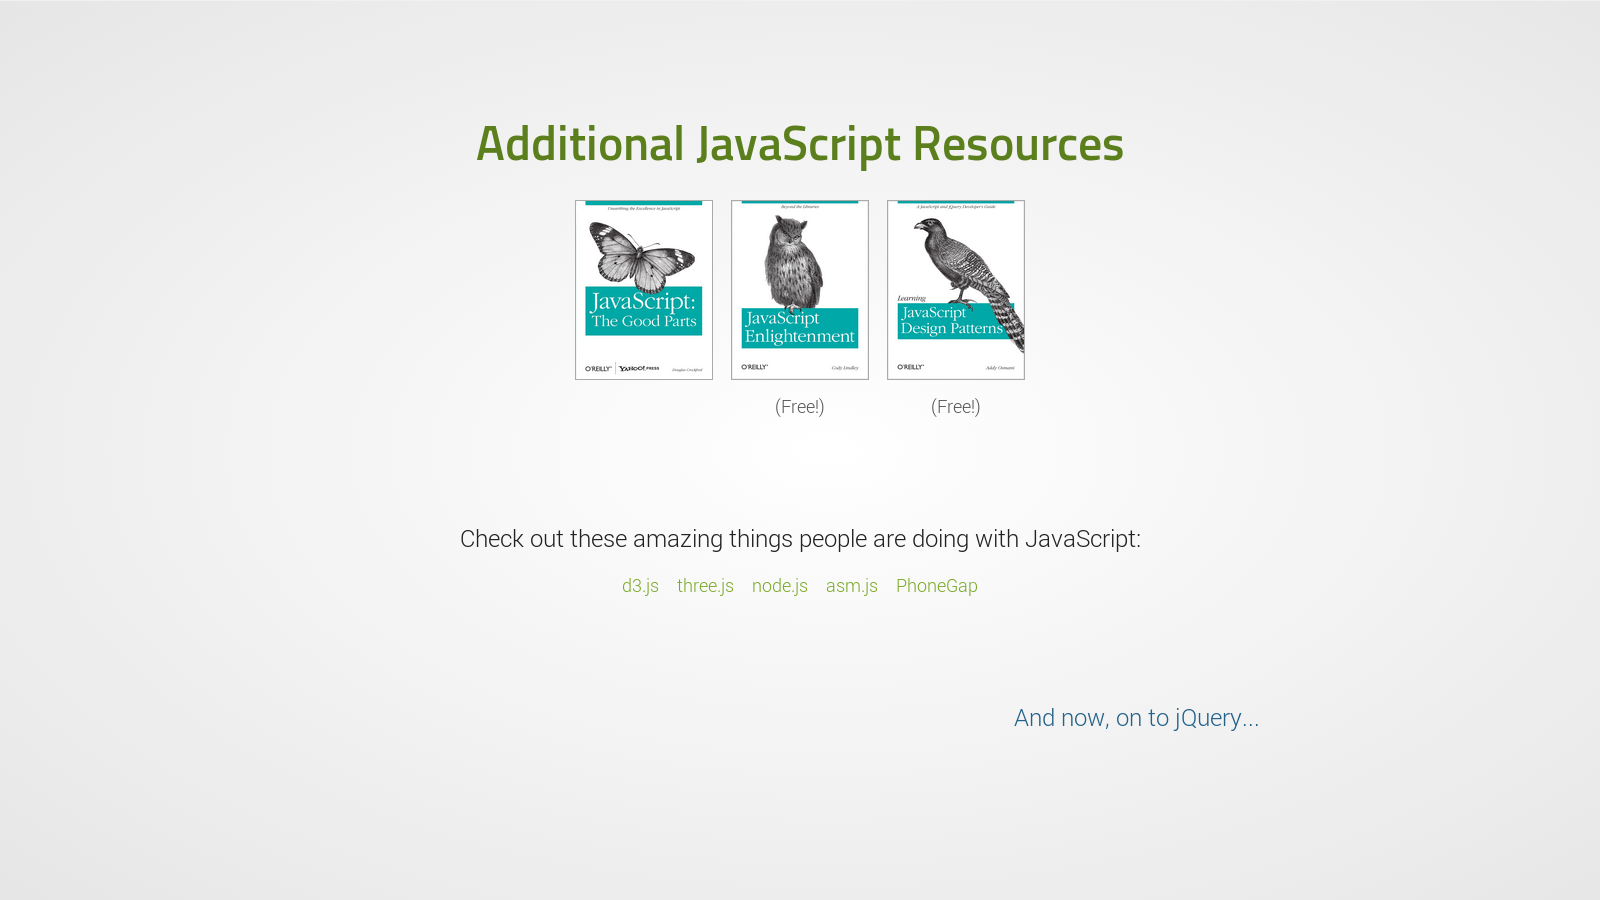 Additional JavaScript Resources
Unearthing the Excellence in JavaScript
JavaScript:
The Good Parts
O'REILLY® YAHOO! PRESS
Douglas Crockford
Beyond the Libraries
JavaScript
Enlightenment
O'REILLY®
Cody Lindley
A JavaScript and jQuery Developer's Guide
Learning
JavaScript
Design Patterns
O'REILLY®
Addy Osmani
(Free!)
(Free!)
Check out these amazing things people are doing with JavaScript:
d3.js three.js node.js asm.js PhoneGap
And now, on to jQuery...